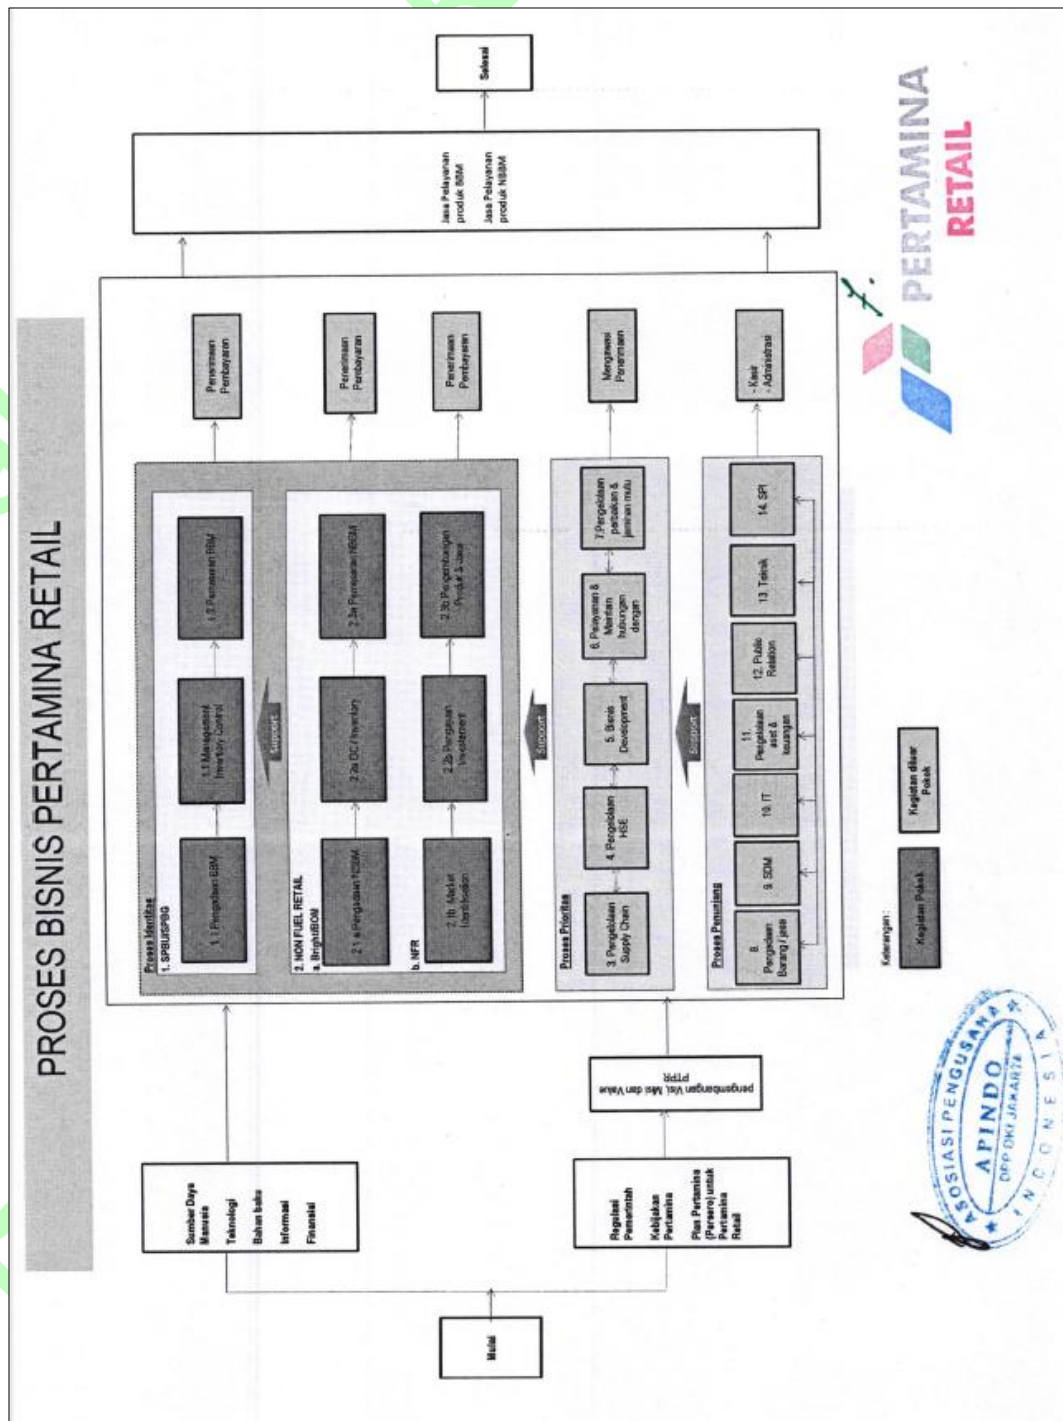 PROSES BISNIS PERTAMINA RETAIL
Mulai
Sumber Daya
Manusia
Teknologi
Bahan baku
Informasi
Finansial
Regulasi
Pemerintah
Kebijakan
Pertamina
Plan Pertamina
(Persero) untuk
Pertamina
Retail
pengembangan Visi, Misi dan Value
PTPR
Proses Identitas
1. SPBU/SPBG
1.1 Pengadaan BBM
1.1 Management
Inventory Control
1.3 Pemasaran BBM
Penerimaan
Pembayaran
2. NON FUEL RETAIL
a. Bright/BOM
2.1 a Pengadaan NBBM
2.2a DC / Inventory
2.3a Pemasaran NBBM
Penerimaan
Pembayaran
b. NFR
2.1b Market
Identification
2.2b Pengajuan
Investement
2.3b Pengembangan
Produk & Jasa
Penerimaan
Pembayaran
Support
Proses Prioritas
3. Pengelolaan
Supply Chain
4. Pengelolaan
HSE
5. Bisnis
Development
6. Pelayanan &
Maintan
hubungan dengan
7.Pengelolaan
perbaikan &
jaminan mutu
Mengawasi
Penerimaan
Support
Support
Proses Penunjang
8.
Pengadaan
Barang / jasa
9. SDM
10. IT
11.
Pengelolaan
aset &
keuangan
12. Public
Relation
13. Teknik
14. SPI
- Kasir
- Administrasi
Jasa Pelayanan
produk BBM
Jasa Pelayanan
produk NBBM
Selesai
Keterangan :
Kegiatan Pokok
Kegiatan diluar
Pokok
ASOSIASI PENGUSAHA
APINDO
DPP DKI JAKARTA
INDONESIA
PERTAMINA
RETAIL